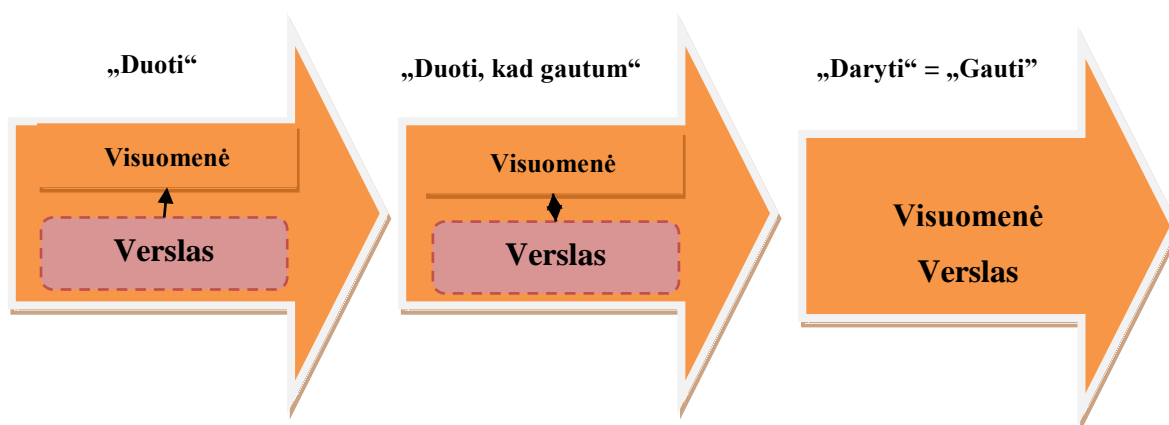 „Duoti“
Visuomenė
Verslas
„Duoti, kad gautum“
Visuomenė
Verslas
„Daryti“ = „Gauti”
Visuomenė
Verslas